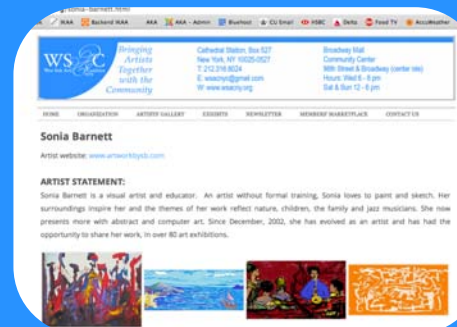 sonia-barnett.html
Backend WAA
AKA
AKA - Admin
Bluehost
CU Email
HSBC
Delta
Food TV
AccuWeather
WS
C
Bringing
Artists
Together
with the
Community
Cathedral Station, Box 527
New York, NY 10025-0527
T: 212.316.6024
E: wsacnyc@gmail.com
W: www.wsacny.org
Broadway Mall
Community Center
96th Street & Broadway (center isle)
Hours: Wed 6 - 8 pm
Sat & Sun 12 - 6 pm
HOME ORGANIZATION ARTISTS' GALLERY EXHIBITS NEWSLETTER MEMBERS' MARKETPLACE CONTACT US
Sonia Barnett
Artist website: www.artworkbysb.com
ARTIST STATEMENT:
Sonia Barnett is a visual artist and educator. An artist without formal training, Sonia loves to paint and sketch. Her
surroundings inspire her and the themes of her work reflect nature, children, the family and jazz musicians. She now
presents more with abstract and computer art. Since December, 2002, she has evolved as an artist and has had the
opportunity to share her work, in over 80 art exhibitions.